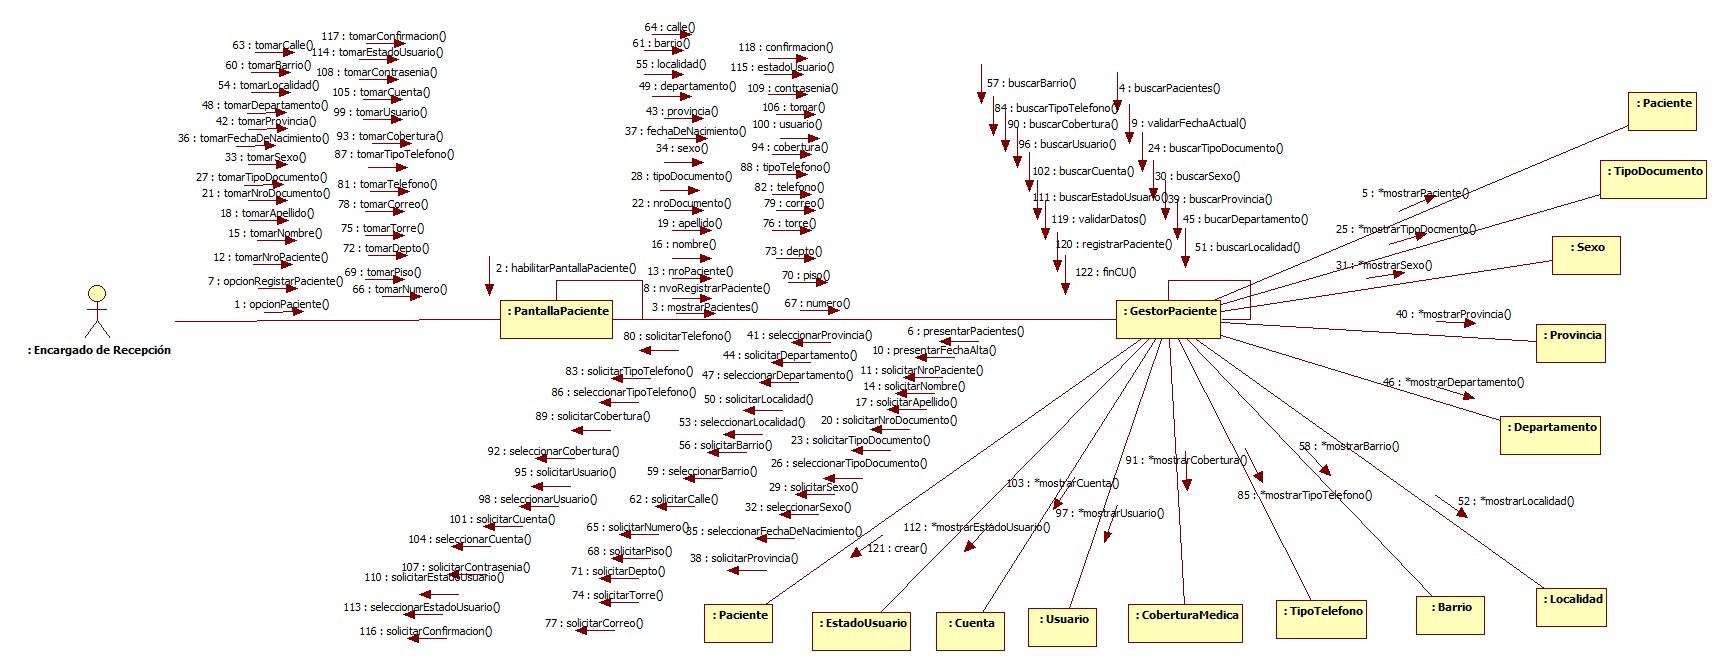 63 : tomarCalle()
60 : tomarBarrio()
54 : tomarLocalidad()
48 : tomarDepartamento()
42 : tomarProvincia()
36 : tomarFechaDeNacimiento()
33 : tomarSexo()
27 : tomarTipoDocumento()
21 : tomarNroDocumento()
18 : tomarApellido()
15 : tomarNombre()
12 : tomarNroPaciente()
7 : opcionRegistrarPaciente()
1 : opcionPaciente()
117 : tomarConfirmacion()
114 : tomarEstadoUsuario()
108 : tomarContrasenia()
105 : tomarCuenta()
99 : tomarUsuario()
93 : tomarCobertura()
87 : tomarTipoTelefono()
81 : tomarTelefono()
78 : tomarCorreo()
75 : tomarTorre()
72 : tomarDepto()
69 : tomarPiso()
66 : tomarNumero()
: Encargado de Recepción
2 : habilitarPantallaPaciente()
: PantallaPaciente
64 : calle()
61 : barrio()
55 : localidad()
49 : departamento()
43 : provincia()
37 : fechaDeNacimiento()
34 : sexo()
28 : tipoDocumento()
22 : nroDocumento()
19 : apellido()
16 : nombre()
13 : nroPaciente()
8 : nvoRegistrarPaciente()
3 : mostrarPacientes()
118 : confirmacion()
115 : estadoUsuario()
109 : contrasenia()
106 : tomar()
100 : usuario()
94 : cobertura()
88 : tipoTelefono()
82 : telefono()
79 : correo()
76 : torre()
73 : depto()
70 : piso()
67 : numero()
57 : buscarBarrio()
84 : buscarTipoTelefono()
90 : buscarCobertura()
96 : buscarUsuario()
102 : buscarCuenta()
111 : buscarEstadoUsuario()
119 : validarDatos()
120 : registrarPaciente()
122 : finCU()
4 : buscarPacientes()
9 : validarFechaActual()
24 : buscarTipoDocumento()
30 : buscarSexo()
39 : buscarProvincia()
45 : bucarDepartamento()
51 : buscarLocalidad()
: GestorPaciente
5 : *mostrarPaciente()
25 : *mostrarTipoDocmento()
31 : *mostrarSexo()
40 : *mostrarProvincia()
46 : *mostrarDepartamento()
58 : *mostrarBarrio()
52 : *mostrarLocalidad()
85 : *mostrarTipoTelefono()
91 : *mostrarCobertura()
97 : *mostrarUsuario()
103 : *mostrarCuenta()
112 : *mostrarEstadoUsuario()
121 : crear()
: Paciente
: TipoDocumento
: Sexo
: Provincia
: Departamento
80 : solicitarTelefono()
83 : solicitarTipoTelefono()
86 : seleccionarTipoTelefono()
89 : solicitarCobertura()
92 : seleccionarCobertura()
95 : solicitarUsuario()
98 : seleccionarUsuario()
101 : solicitarCuenta()
104 : seleccionarCuenta()
107 : solicitarContrasenia()
110 : solicitarEstadoUsuario()
113 : seleccionarEstadoUsuario()
116 : solicitarConfirmacion()
41 : seleccionarProvincia()
44 : solicitarDepartamento()
47 : seleccionarDepartamento()
50 : solicitarLocalidad()
53 : seleccionarLocalidad()
56 : solicitarBarrio()
59 : seleccionarBarrio()
62 : solicitarCalle()
65 : solicitarNumero()
68 : solicitarPiso()
71 : solicitarDepto()
74 : solicitarTorre()
77 : solicitarCorreo()
6 : presentarPacientes()
10 : presentarFechaAlta()
11 : solicitarNroPaciente()
14 : solicitarNombre()
17 : solicitarApellido()
20 : solicitarNroDocumento()
23 : solicitarTipoDocumento()
26 : seleccionarTipoDocumento()
29 : solicitarSexo()
32 : seleccionarSexo()
35 : seleccionarFechaDeNacimiento()
38 : solicitarProvincia()
: Paciente
: EstadoUsuario
: Cuenta
: Usuario
: CoberturaMedica
: TipoTelefono
: Barrio
: Localidad